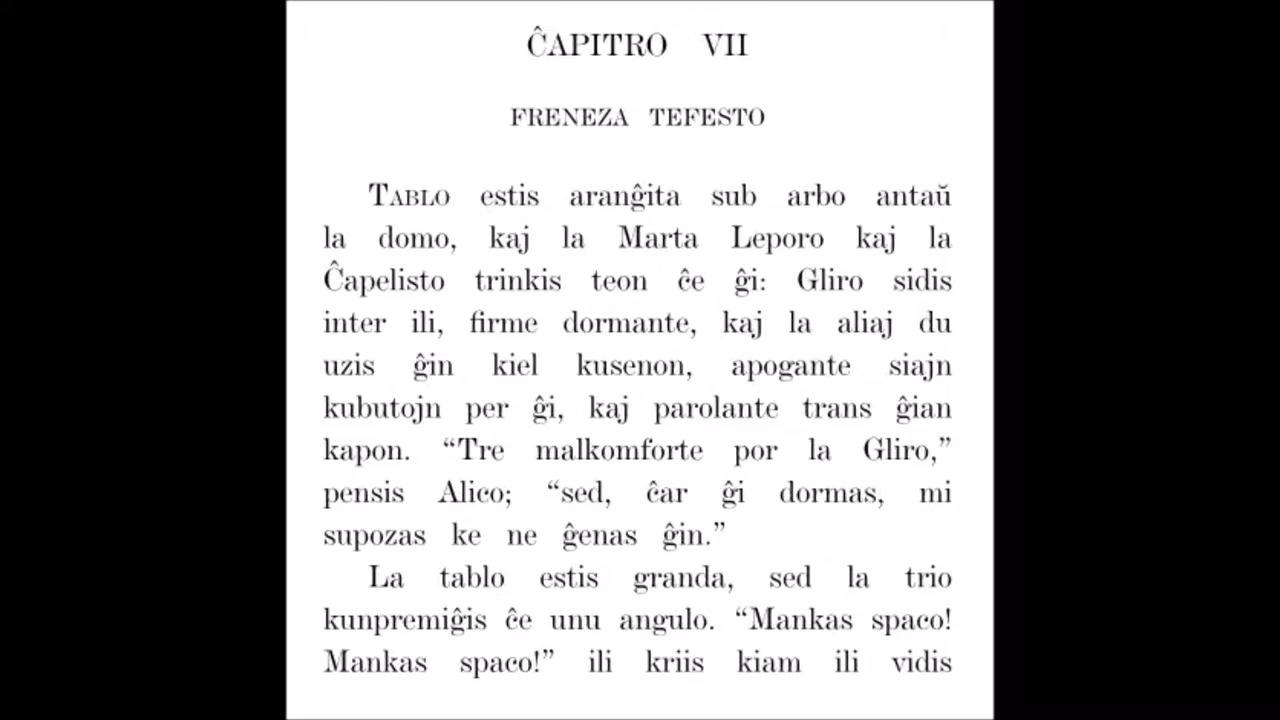 ĈAPITRO VII
FRENEZA TEFESTO
TABLO estis aranĝita sub arbo antaŭ
la domo, kaj la Marta Leporo kaj la
Ĉapelisto trinkis teon ĉe ĝi: Gliro sidis
inter ili, firme dormante, kaj la aliaj du
uzis ĝin kiel kusenon, apogante siajn
kubutojn per ĝi, kaj parolante trans ĝian
kapon. “Tre malkomforte por la Gliro,”
pensis Alico; “sed, ĉar ĝi dormas, mi
supozas ke ne ĝenas ĝin.”
La tablo estis granda, sed la trio
kunpremiĝis ĉe unu angulo. “Mankas spaco!
Mankas spaco!” ili kriis kiam ili vidis